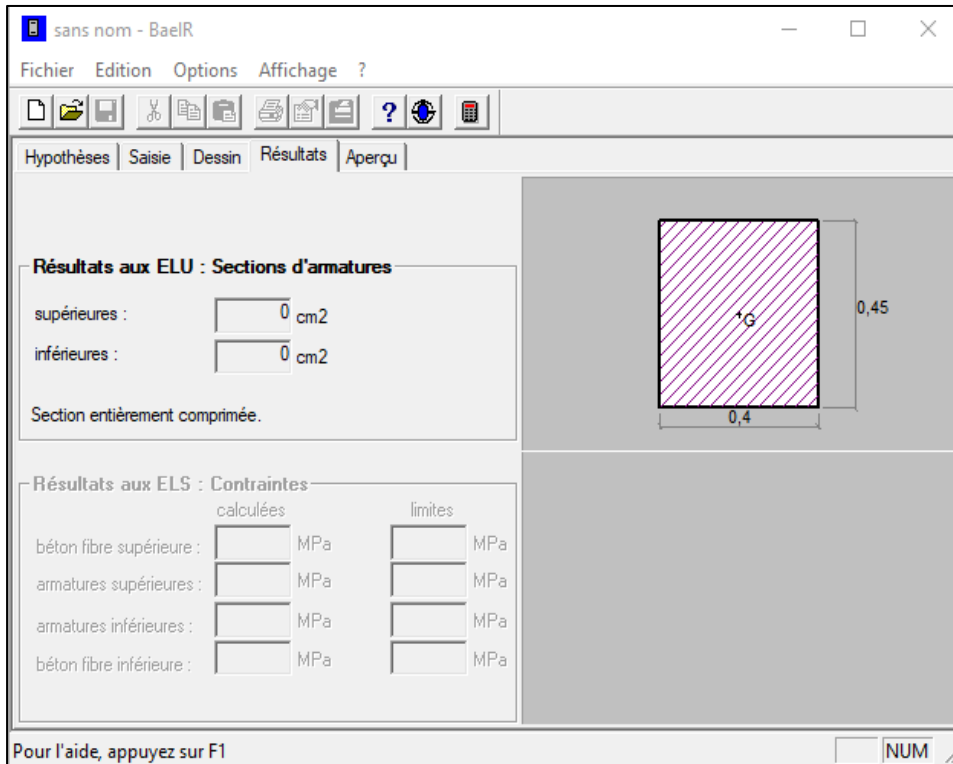 sans nom - BaelR
Fichier Edition Options Affichage ?
Hypothèses Saisie Dessin Résultats Aperçu
Résultats aux ELU : Sections d'armatures
supérieures : 0 cm2
inférieures : 0 cm2
Section entièrement comprimée.
G
0,45
0,4
Résultats aux ELS : Contraintes
calculées limites
béton fibre supérieure : MPa MPa
armatures supérieures : MPa MPa
armatures inférieures : MPa MPa
béton fibre inférieure : MPa MPa
Pour l'aide, appuyez sur F1
NUM